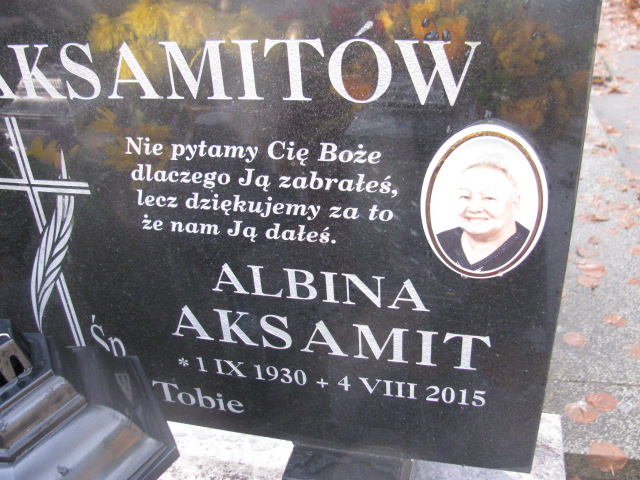 AKSAMITÓW
Nie pytamy Cię Boże
dlaczego Ją zabrałeś,
lecz dziękujemy za to
że nam Ją dałeś.
ALBINA
AKSAMIT
* 1 IX 1930 + 4 VIII 2015
Śp
Tobie